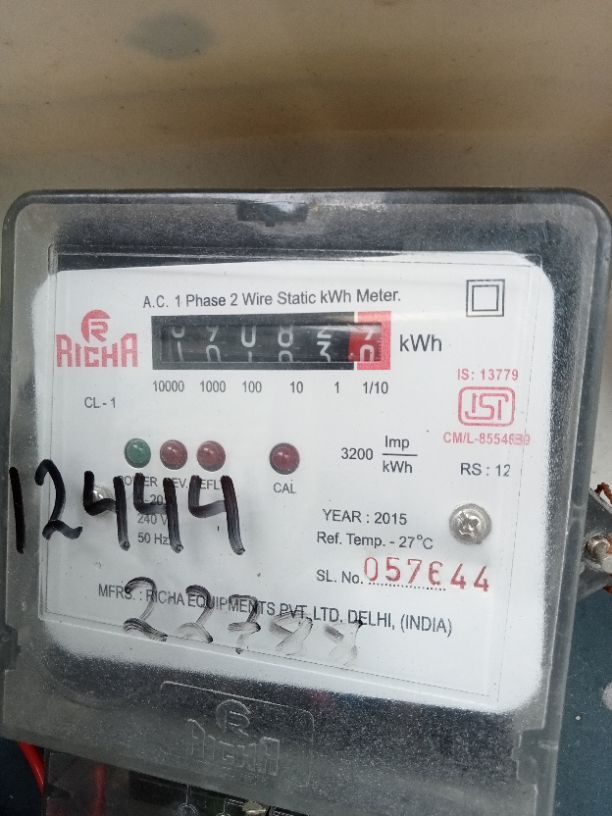 A.C. 1 Phase 2 Wire Static kWh Meter.
R
RICHA
kWh
10000 1000 100 10 1 1/10
CL - 1
IS: 13779
ISI
3200 Imp
kWh
RS : 12
CAL
12444
240 V
50 Hz
YEAR : 2015
Ref. Temp. - 27°C
SL. No.
MFRS. : RICHA EQUIPMENTS PVT. LTD. DELHI, (INDIA)
R
RICHA